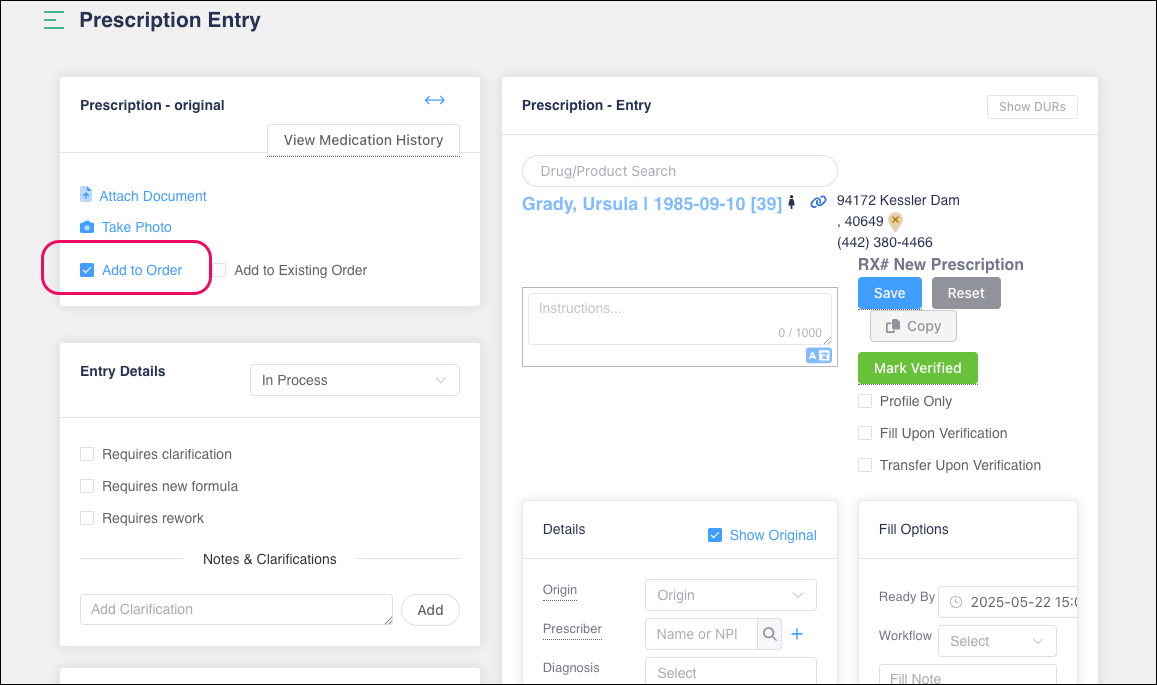 Prescription Entry
Prescription - original
View Medication History
Attach Document
Take Photo
Add to Order
Add to Existing Order
Entry Details
In Process
Requires clarification
Requires new formula
Requires rework
Notes & Clarifications
Add Clarification
Add
Prescription - Entry
Show DURs
Drug/Product Search
Grady, Ursula | 1985-09-10 [39]
94172 Kessler Dam
, 40649
(442) 380-4466
RX# New Prescription
Save
Reset
Copy
Instructions...
0 / 1000
A
Mark Verified
Profile Only
Fill Upon Verification
Transfer Upon Verification
Details
Show Original
Origin
Origin
Prescriber
Name or NPI
Diagnosis
Select
Fill Options
Ready By
2025-05-22 15:0
Workflow
Select
Fill Note